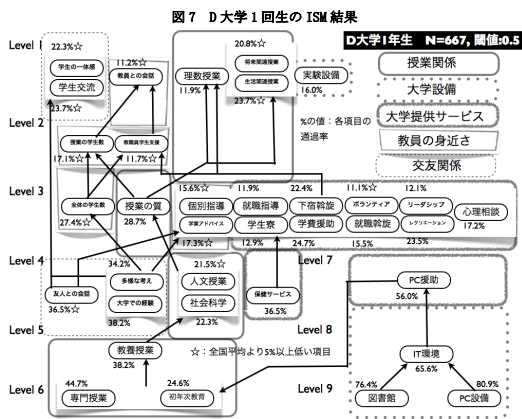 図7 D大学1回生のISM結果
D大学1年生 N=667, 閾値:0.5
Level 1
22.3%☆
学生の一体感
学生交流
23.7%☆
11.2%☆
教員との会話
理数授業
11.9%
20.8%☆
将来関連授業
生活関連授業
23.7%☆
実験設備
16.0%
授業関係
大学設備
大学提供サービス
教員の身近さ
交友関係
%の値：各項目の
通過率
Level 2
授業の学生数
17.1%☆
教職員学生支援
11.7%☆
Level 3
全体の学生数
27.4%☆
授業の質
28.7%
15.6%☆
個別指導
学業アドバイス
17.3%☆
11.9%
就職指導
学生寮
12.9%
22.4%
下宿斡旋
学費援助
24.7%
11.1%☆
ボランティア
就職斡旋
15.5%
12.1%
リーダシップ
レクリエーション
23.5%
心理相談
17.2%
Level 4
友人との会話
36.5%☆
34.2%
多様な考え
大学での経験
38.2%
21.5%☆
人文授業
社会科学
22.3%
保健サービス
36.5%
Level 7
PC援助
56.0%
Level 5
教養授業
38.2%
☆：全国平均より5%以上低い項目
Level 8
IT環境
65.6%
Level 6
44.7%
専門授業
24.6%
初年次教育
Level 9
76.4%
図書館
80.9%
PC設備